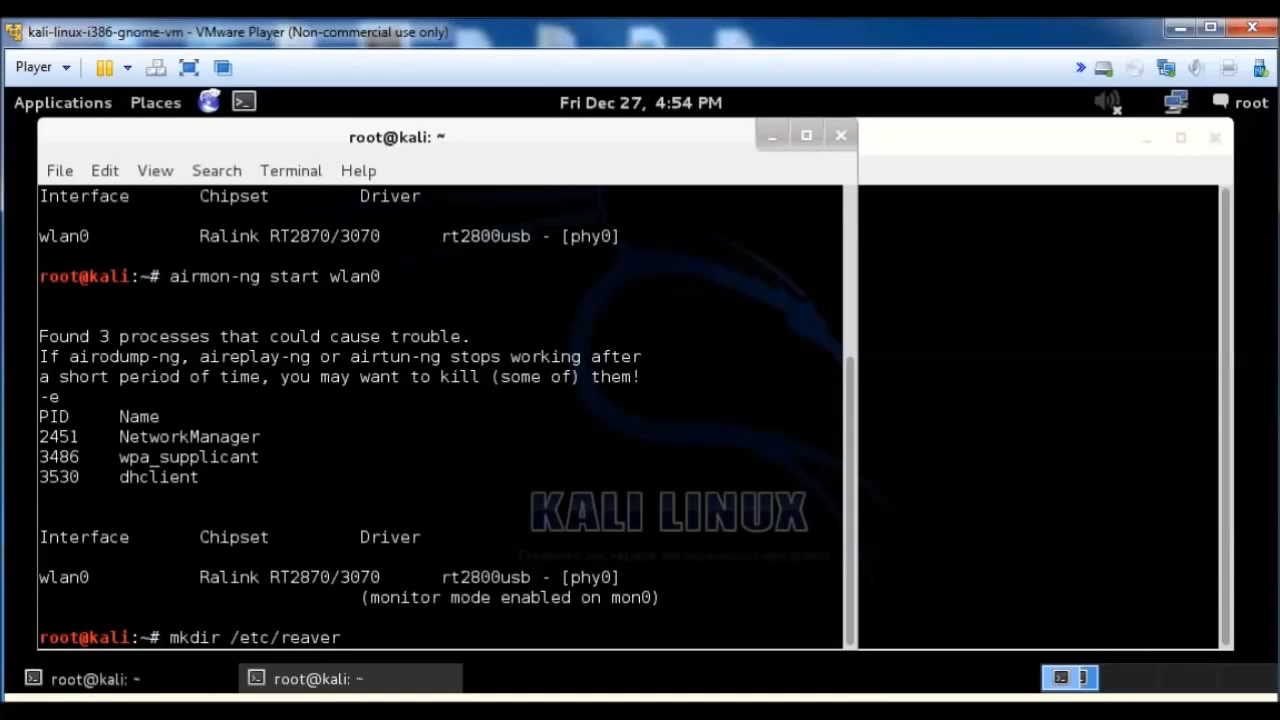 kali-linux-i386-gnome-vm - VMware Player (Non-commercial use only)
Player
Applications Places Fri Dec 27, 4:54 PM root
root@kali: ~
File Edit View Search Terminal Help
Interface Chipset Driver
wlan0 Ralink RT2870/3070 rt2800usb - [phy0]
root@kali:~# airmon-ng start wlan0
Found 3 processes that could cause trouble.
If airodump-ng, aireplay-ng or airtun-ng stops working after
a short period of time, you may want to kill (some of) them!
-e
PID Name
2451 NetworkManager
3486 wpa_supplicant
3530 dhclient
KALI LINUX
Interface Chipset Driver
wlan0 Ralink RT2870/3070 rt2800usb - [phy0]
(monitor mode enabled on mon0)
root@kali:~# mkdir /etc/reaver
root@kali: ~ root@kali: ~